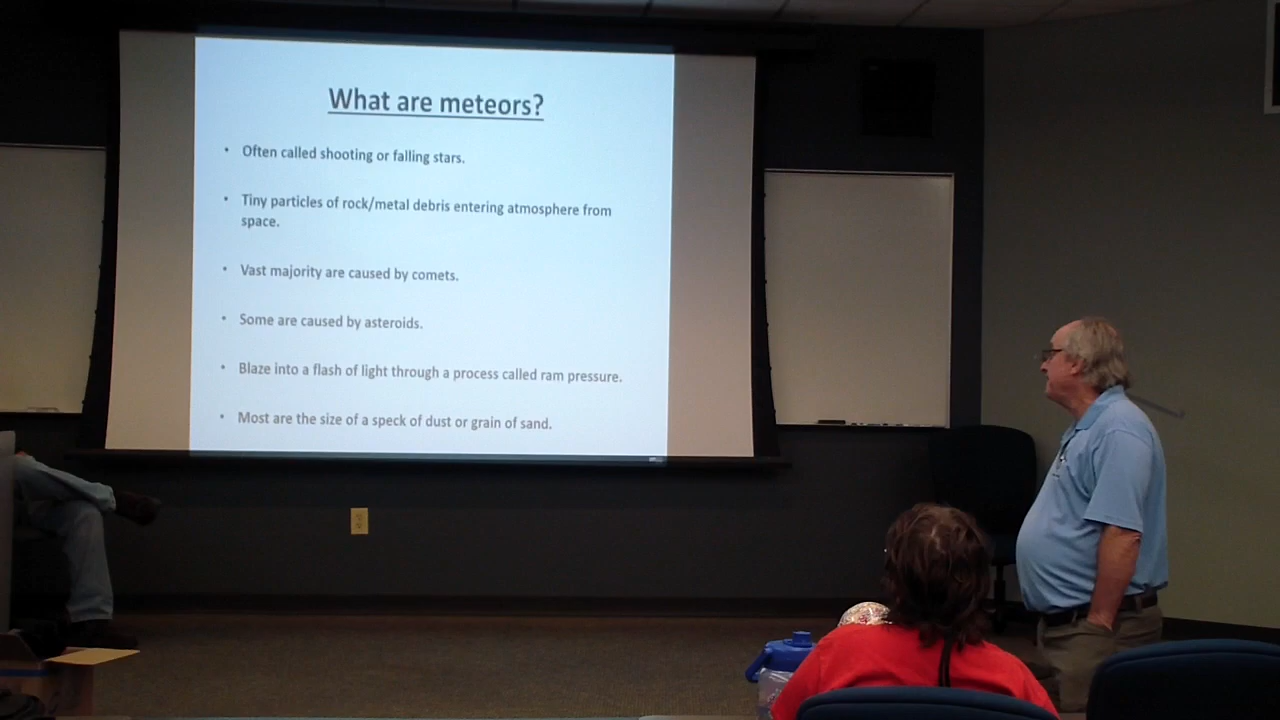 What are meteors?
• Often called shooting or falling stars.
• Tiny particles of rock/metal debris entering atmosphere from
space.
• Vast majority are caused by comets.
• Some are caused by asteroids.
• Blaze into a flash of light through a process called ram pressure.
• Most are the size of a speck of dust or grain of sand.